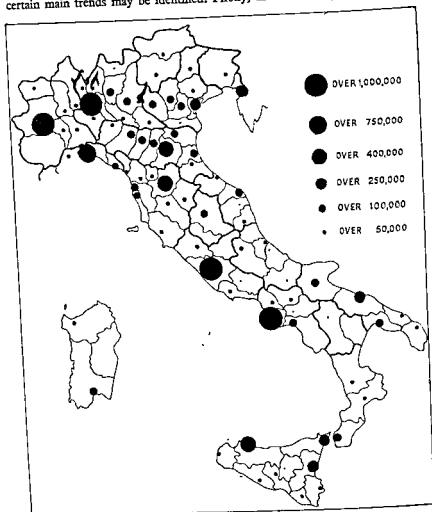 certain main trends may be identified. Firstly,
OVER 1,000,000
OVER 750,000
OVER 400,000
OVER 250,000
OVER 100,000
OVER 50,000